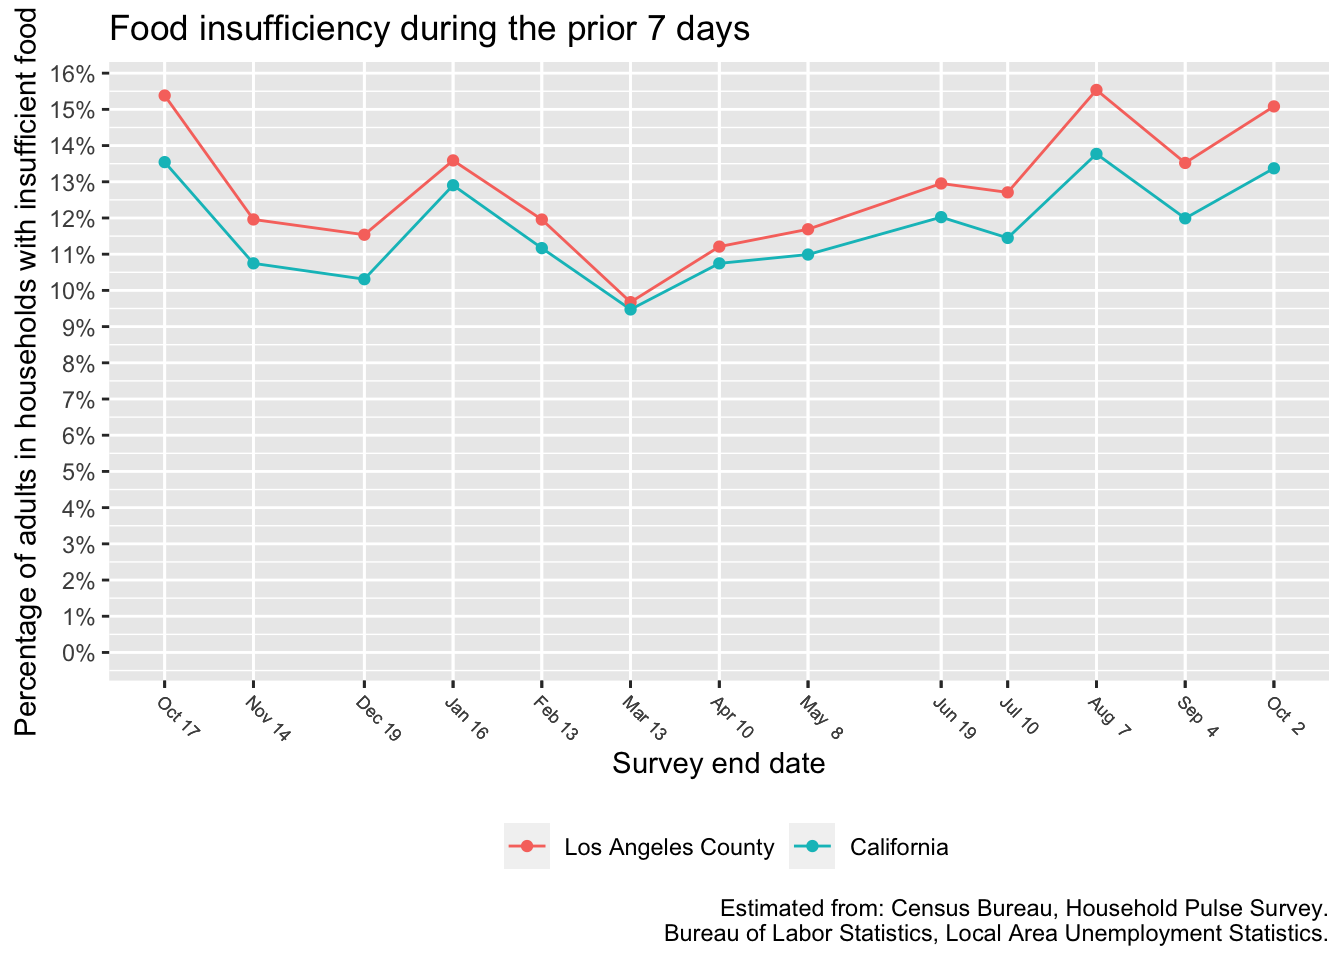 Food insufficiency during the prior 7 days
Percentage of adults in households with insufficient food
16%
15%
14%
13%
12%
11%
10%
9%
8%
7%
6%
5%
4%
3%
2%
1%
0%
Oct 17
Nov 14
Dec 19
Jan 16
Feb 13
Mar 13
Apr 10
May 8
Jun 19
Jul 10
Aug 7
Sep 4
Oct 2
Survey end date
Los Angeles County
California
Estimated from: Census Bureau, Household Pulse Survey.
Bureau of Labor Statistics, Local Area Unemployment Statistics.